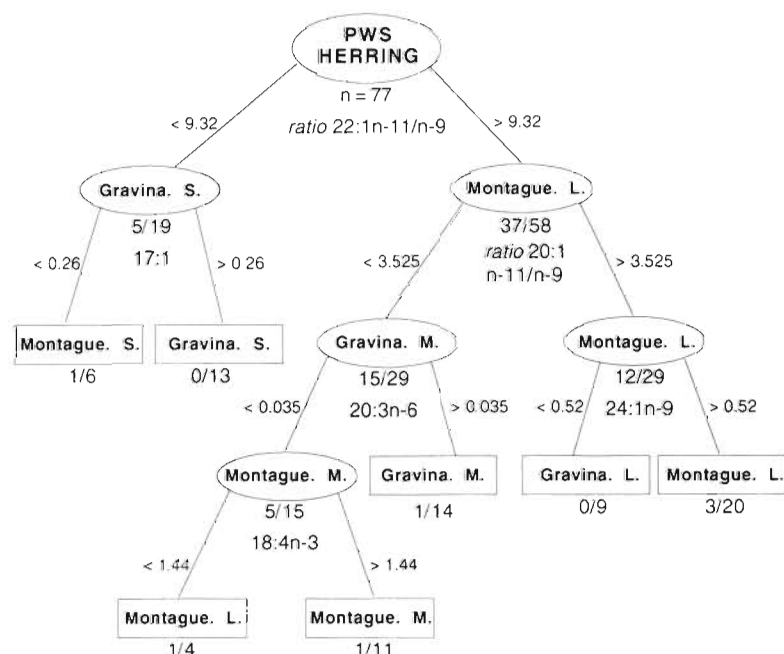 PWS
HERRING
n = 77
ratio 22:1n-11/n-9
< 9.32
> 9.32
Gravina. S.
5/19
17:1
Montague. L.
37/58
ratio 20:1
n-11/n-9
< 0.26
> 0.26
< 3.525
> 3.525
Montague. S.
1/6
Gravina. S.
0/13
Gravina. M.
15/29
20:3n-6
Montague. L.
12/29
24:1n-9
< 0.035
> 0.035
< 0.52
> 0.52
Montague. M.
5/15
18:4n-3
Gravina. M.
1/14
Gravina. L.
0/9
Montague. L.
3/20
< 1.44
> 1.44
Montague. L.
1/4
Montague. M.
1/11